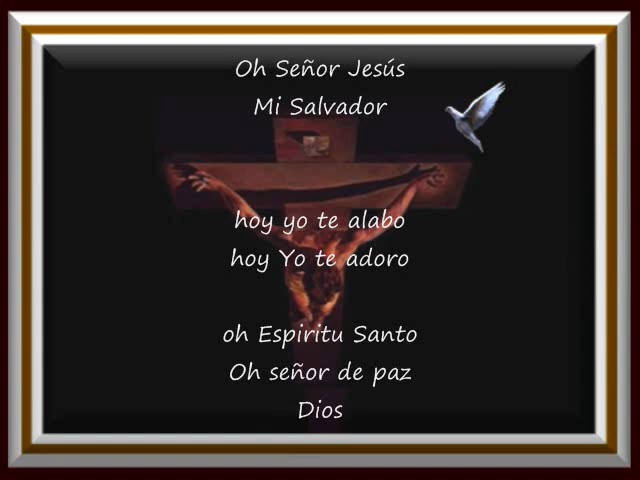 Oh Señor Jesús
Mi Salvador
hoy yo te alabo
hoy Yo te adoro
oh Espiritu Santo
Oh señor de paz
Dios